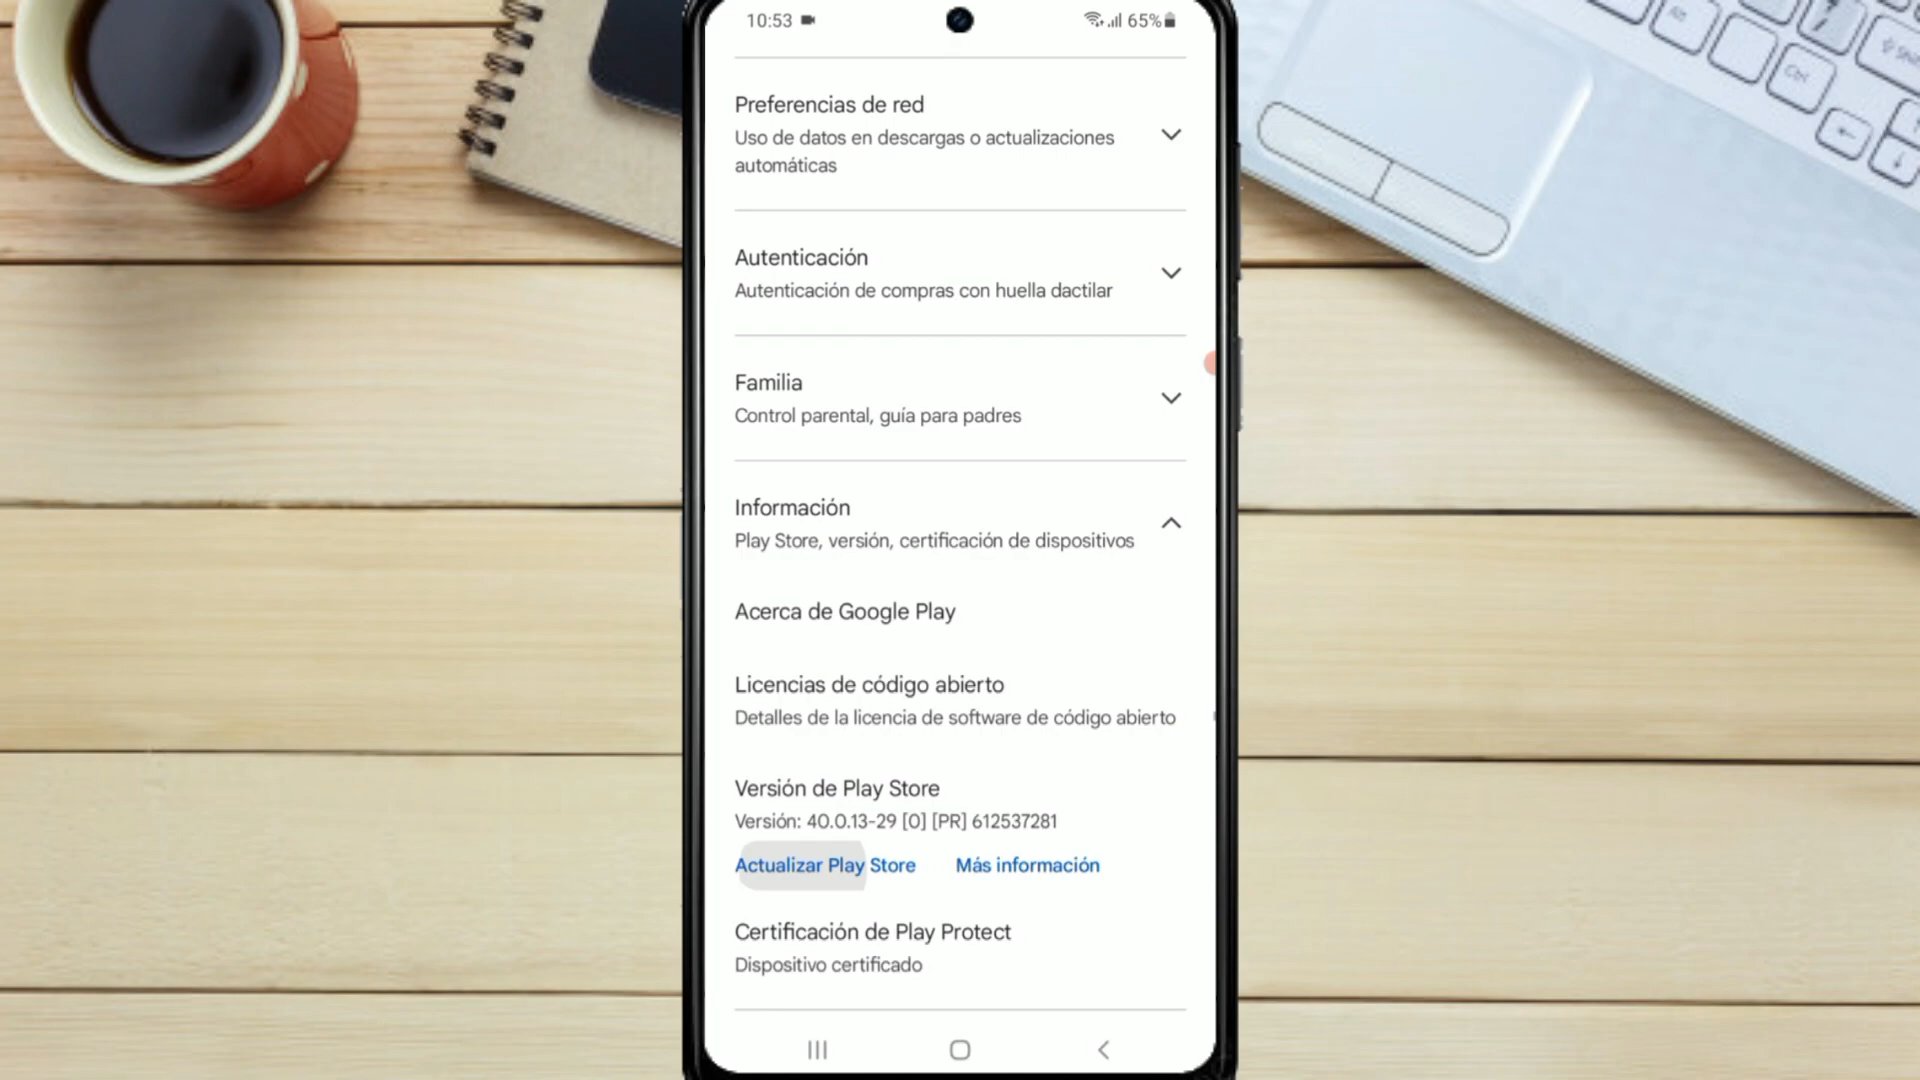 10:53
65%
Preferencias de red
Uso de datos en descargas o actualizaciones
automáticas
Autenticación
Autenticación de compras con huella dactilar
Familia
Control parental, guía para padres
Información
Play Store, versión, certificación de dispositivos
Acerca de Google Play
Licencias de código abierto
Detalles de la licencia de software de código abierto
Versión de Play Store
Versión: 40.0.13-29 [0] [PR] 612537281
Actualizar Play Store
Más información
Certificación de Play Protect
Dispositivo certificado
Alt
Ctrl